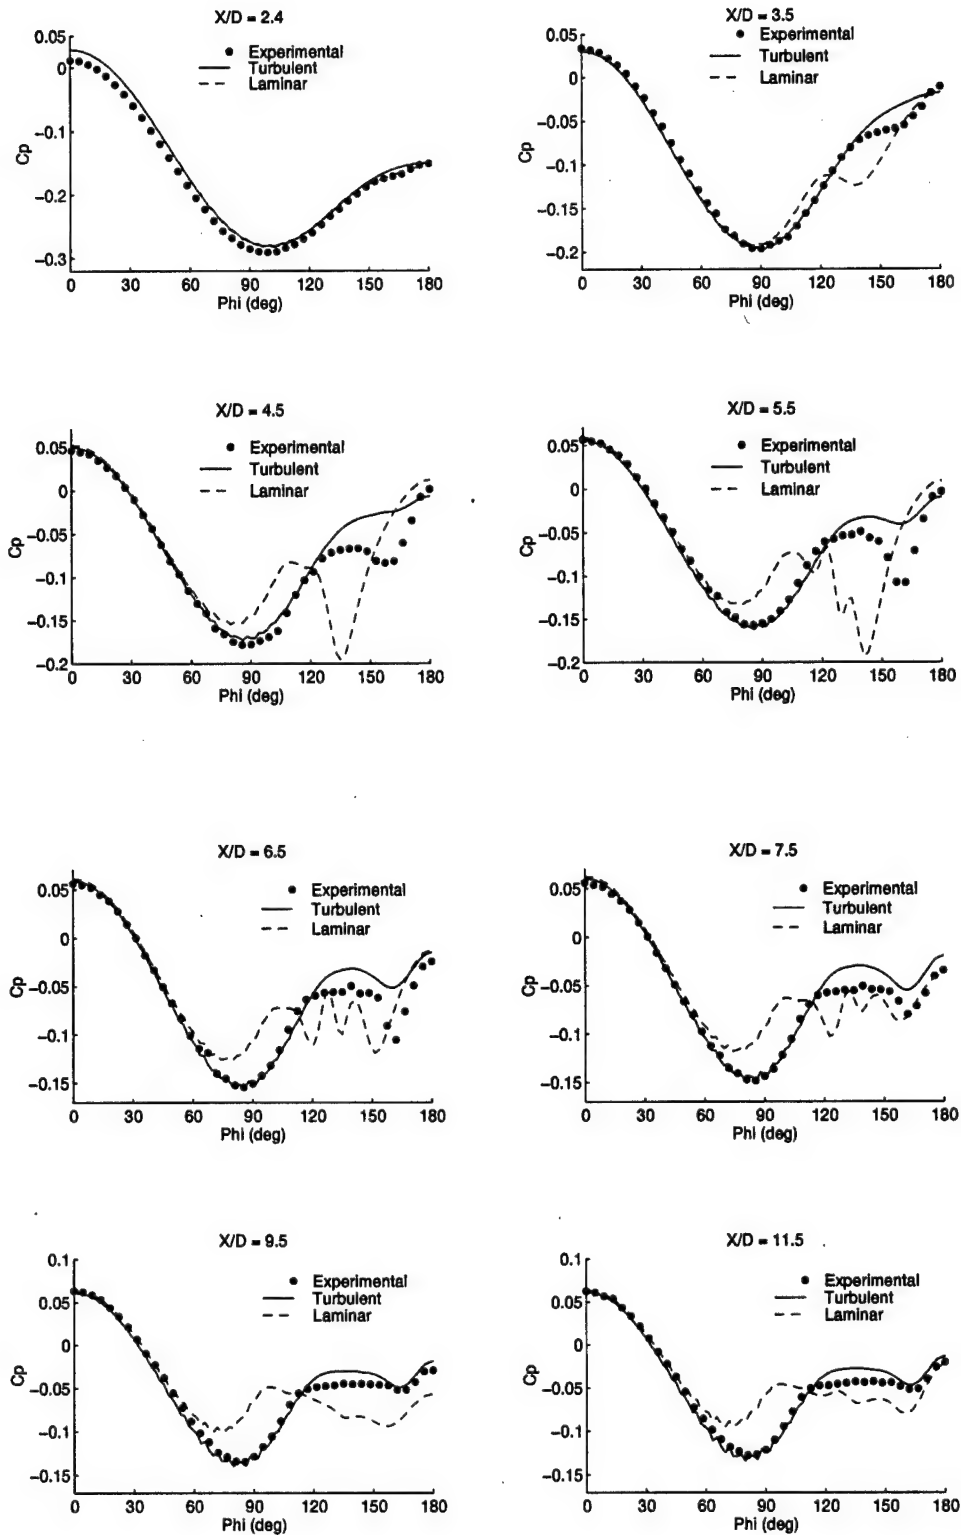 X/D = 2.4
Experimental
Turbulent
Laminar
0.05
0
−0.1
−0.2
−0.3
Cp
0 30 60 90 120 150 180
Phi (deg)
X/D = 3.5
Experimental
Turbulent
Laminar
0.05
0
−0.05
−0.1
−0.15
−0.2
Cp
0 30 60 90 120 150 180
Phi (deg)
X/D = 4.5
Experimental
Turbulent
Laminar
0.05
0
−0.05
−0.1
−0.15
−0.2
Cp
0 30 60 90 120 150 180
Phi (deg)
X/D = 5.5
Experimental
Turbulent
Laminar
0.05
0
−0.05
−0.1
−0.15
−0.2
Cp
0 30 60 90 120 150 180
Phi (deg)
X/D = 6.5
Experimental
Turbulent
Laminar
0.05
0
−0.05
−0.1
−0.15
Cp
0 30 60 90 120 150 180
Phi (deg)
X/D = 7.5
Experimental
Turbulent
Laminar
0.05
0
−0.05
−0.1
−0.15
Cp
0 30 60 90 120 150 180
Phi (deg)
X/D = 9.5
Experimental
Turbulent
Laminar
0.1
0.05
0
−0.05
−0.1
−0.15
Cp
0 30 60 90 120 150 180
Phi (deg)
X/D = 11.5
Experimental
Turbulent
Laminar
0.1
0.05
0
−0.05
−0.1
−0.15
Cp
0 30 60 90 120 150 180
Phi (deg)